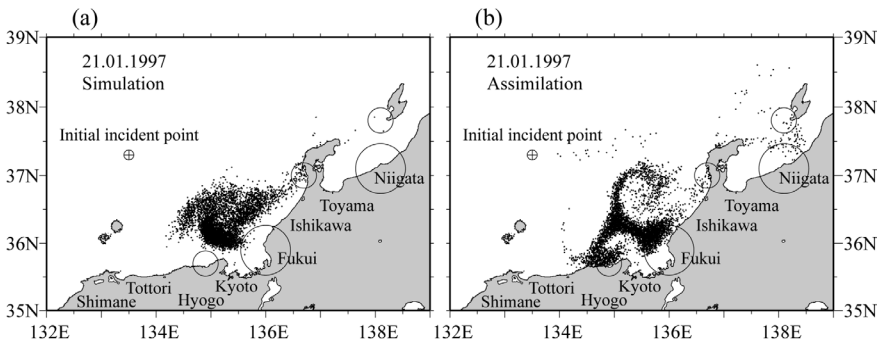 (a)
39N
21.01.1997
Simulation
38N
Initial incident point
37N
Niigata
Toyama
Ishikawa
36N
Fukui
Kyoto
Tottori
Hyogo
Shimane
35N
132E 134E 136E 138E
(b)
39N
21.01.1997
Assimilation
38N
Initial incident point
37N
Niigata
Toyama
Ishikawa
36N
Fukui
Kyoto
Tottori
Hyogo
Shimane
35N
132E 134E 136E 138E